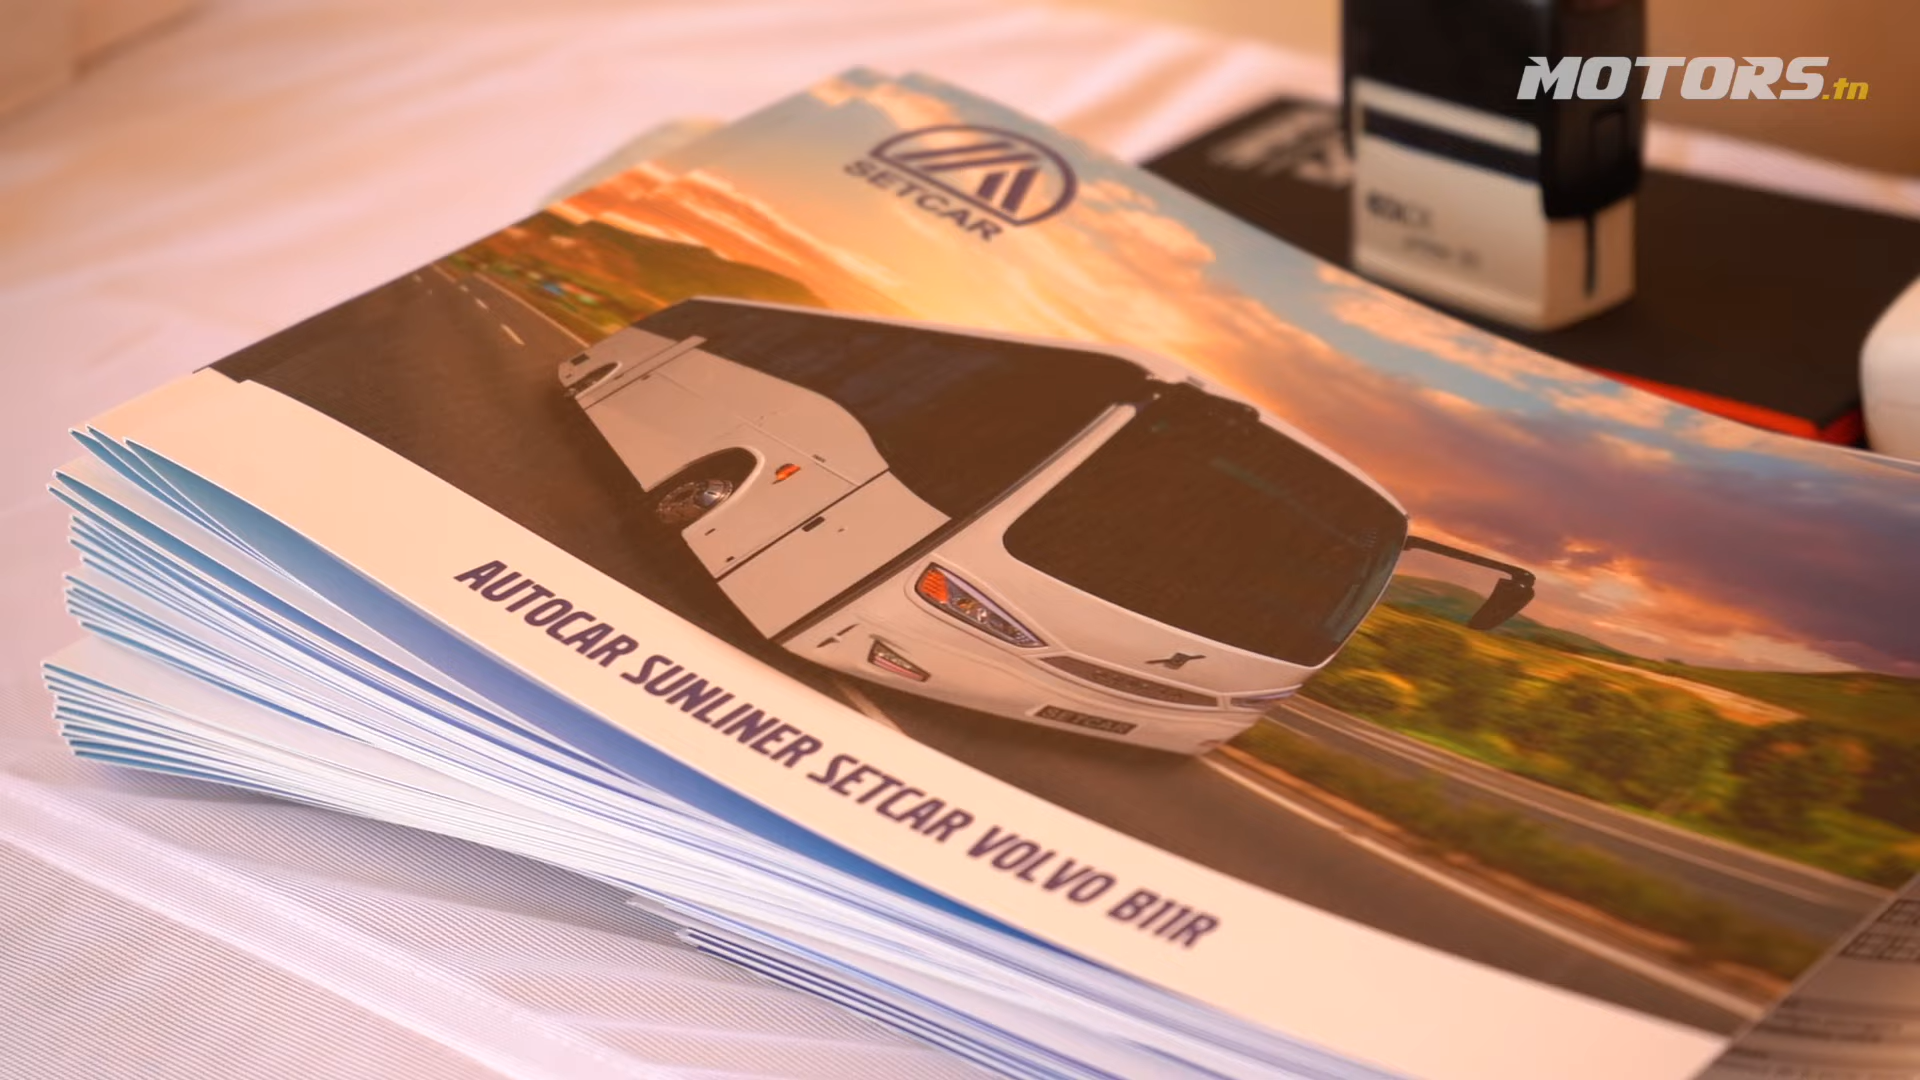 MOTORS.tn
SETCAR
AUTOCAR SUNLINER SETCAR VOLVO B11R
SETCAR